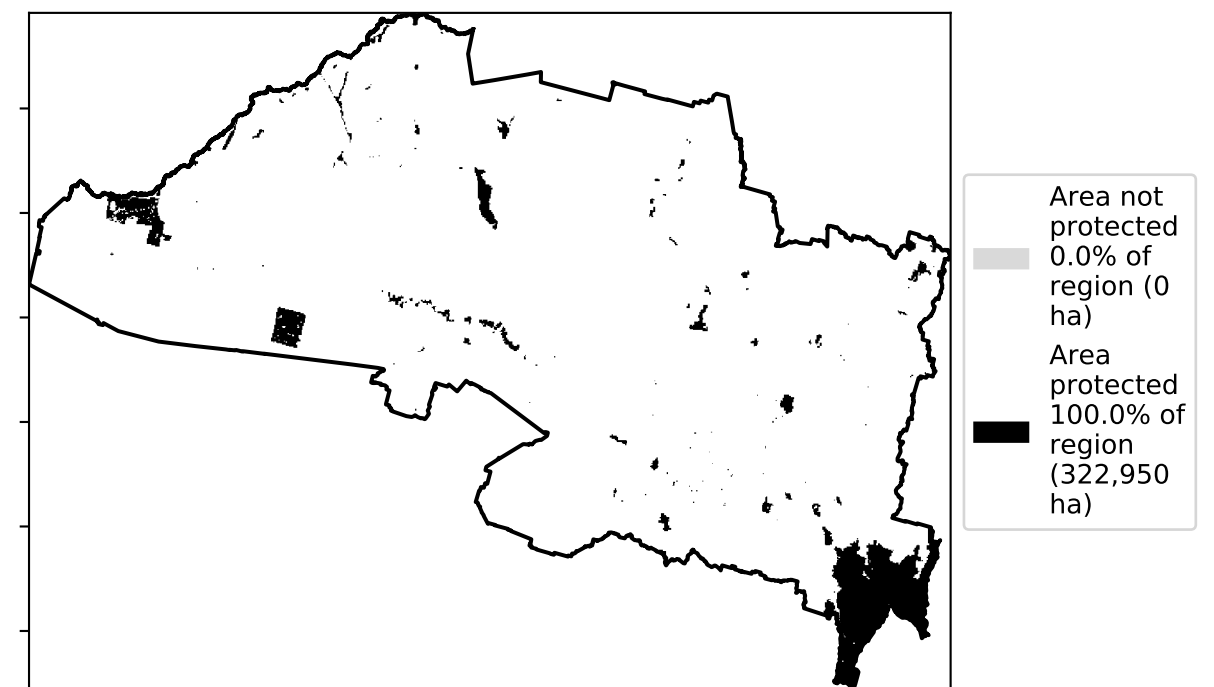 Area not
protected
0.0% of
region (0
ha)
Area
protected
100.0% of
region
(322,950
ha)